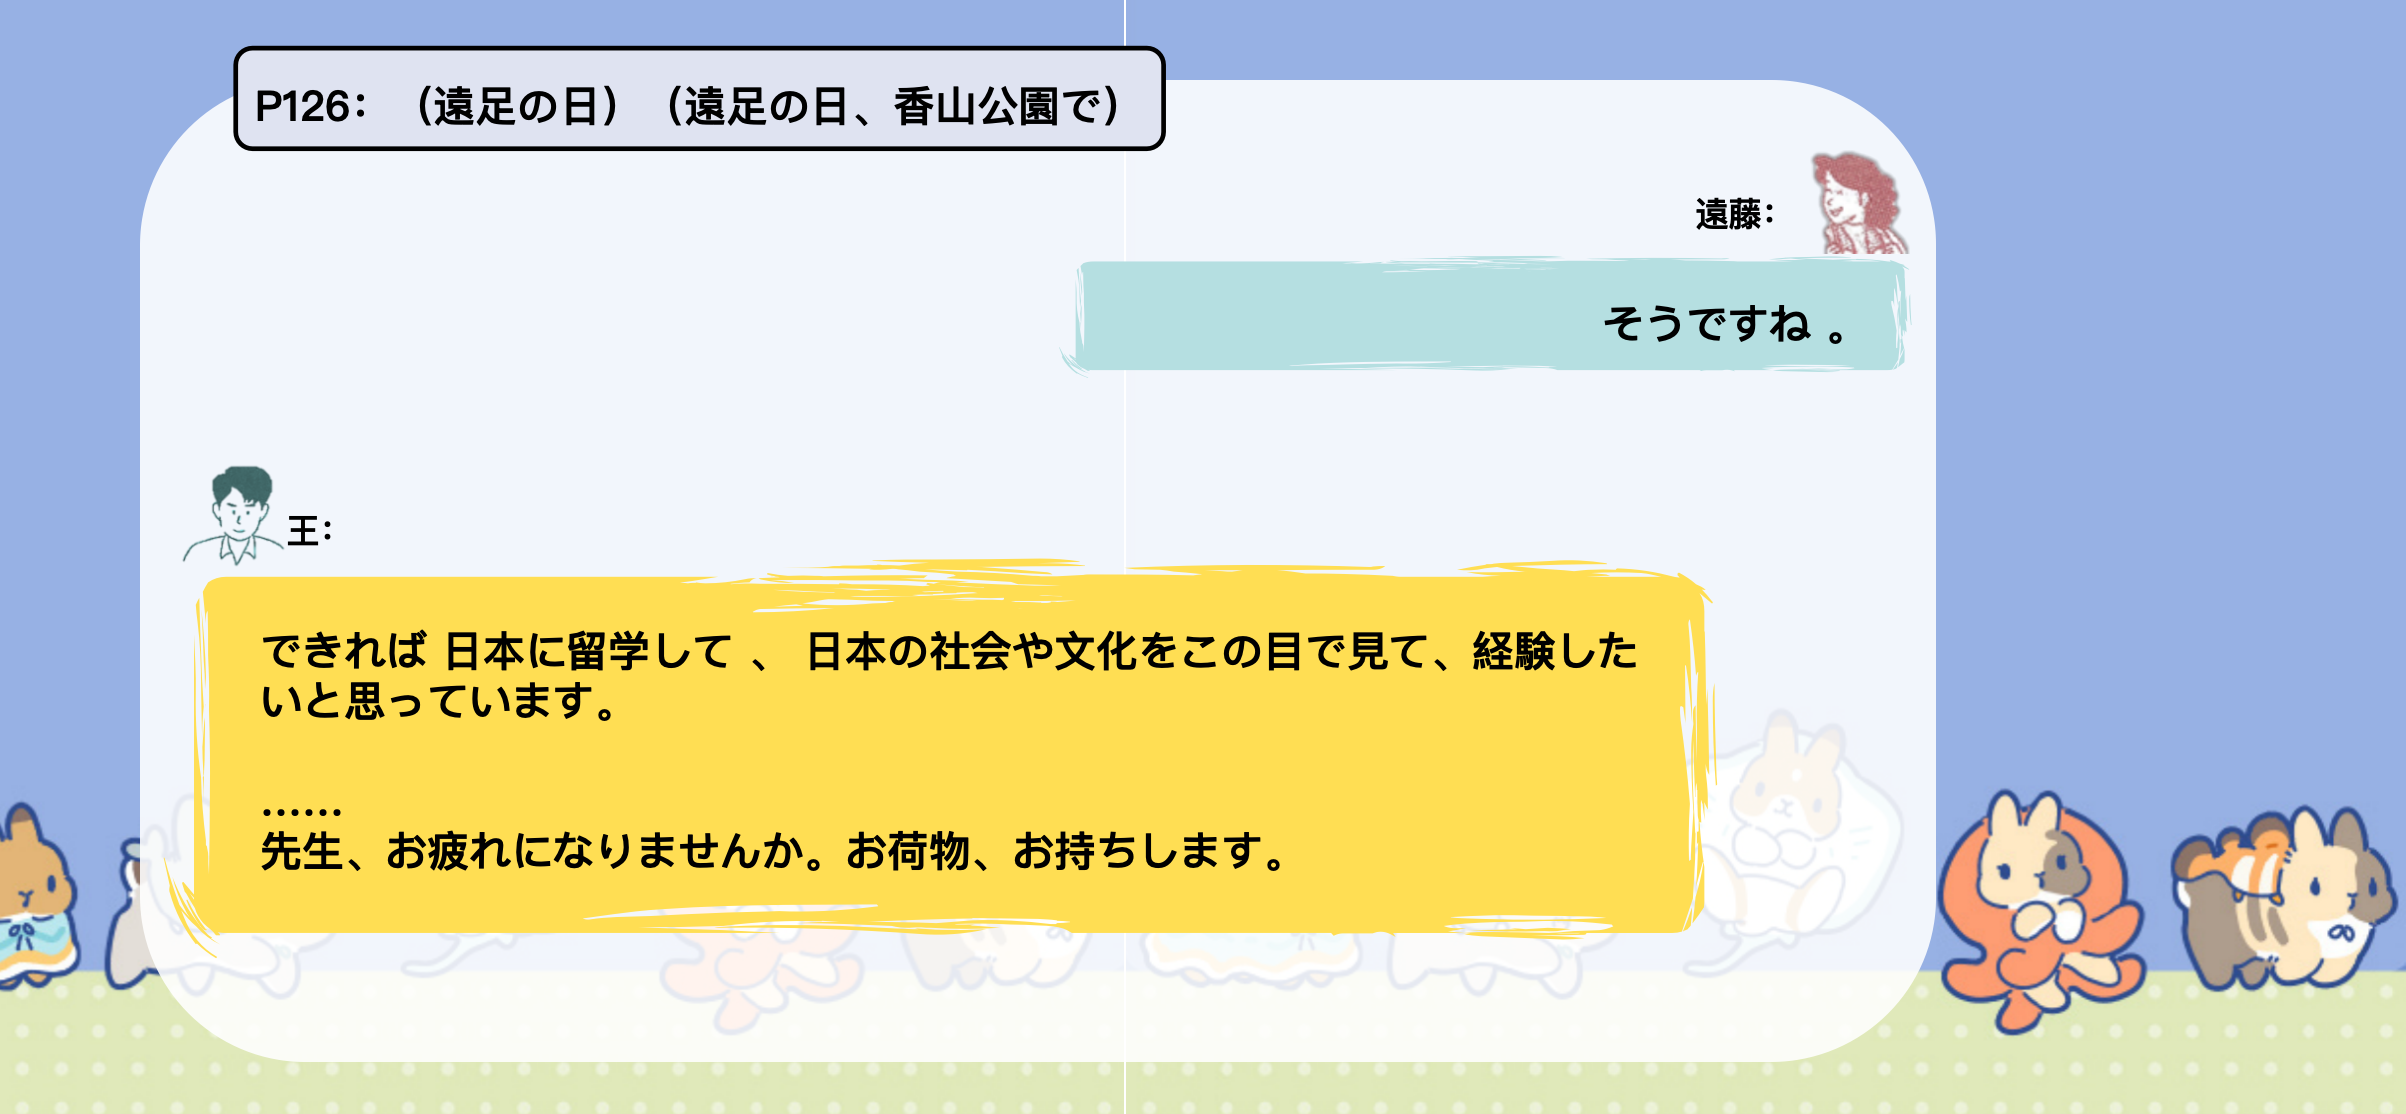 P126：（遠足の日）（遠足の日、香山公園で）
遠藤：
そうですね 。
王：
できれば 日本に留学して 、 日本の社会や文化をこの目で見て、経験した
いと思っています。
……
先生、お疲れになりませんか。お荷物、お持ちします。